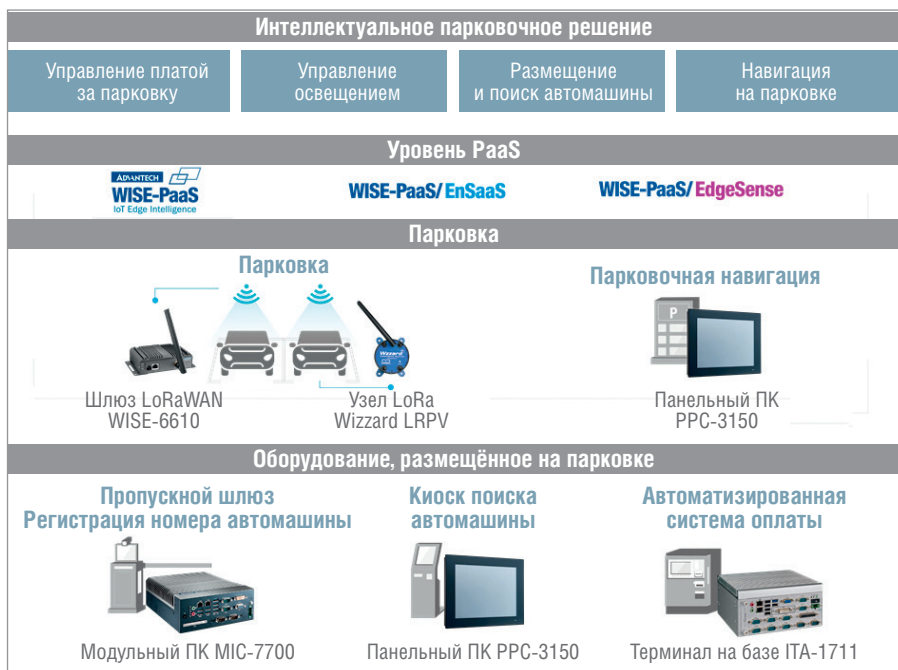 Интеллектуальное парковочное решение
Управление платой
за парковку
Управление
освещением
Размещение
и поиск автомашины
Навигация
на парковке
Уровень PaaS
ADVANTECH
WISE-PaaS
IoT Edge Intelligence
WISE-PaaS/EnSaaS
WISE-PaaS/EdgeSense
Парковка
Парковка
Парковочная навигация
P
Wizzard
Шлюз LoRaWAN
WISE-6610
Узел LoRa
Wizzard LRPV
Панельный ПК
PPC-3150
Оборудование, размещённое на парковке
Пропускной шлюз
Регистрация номера автомашины
Киоск поиска
автомашины
Автоматизированная
система оплаты
Модульный ПК MIC-7700
Панельный ПК PPC-3150
Терминал на базе ITA-1711